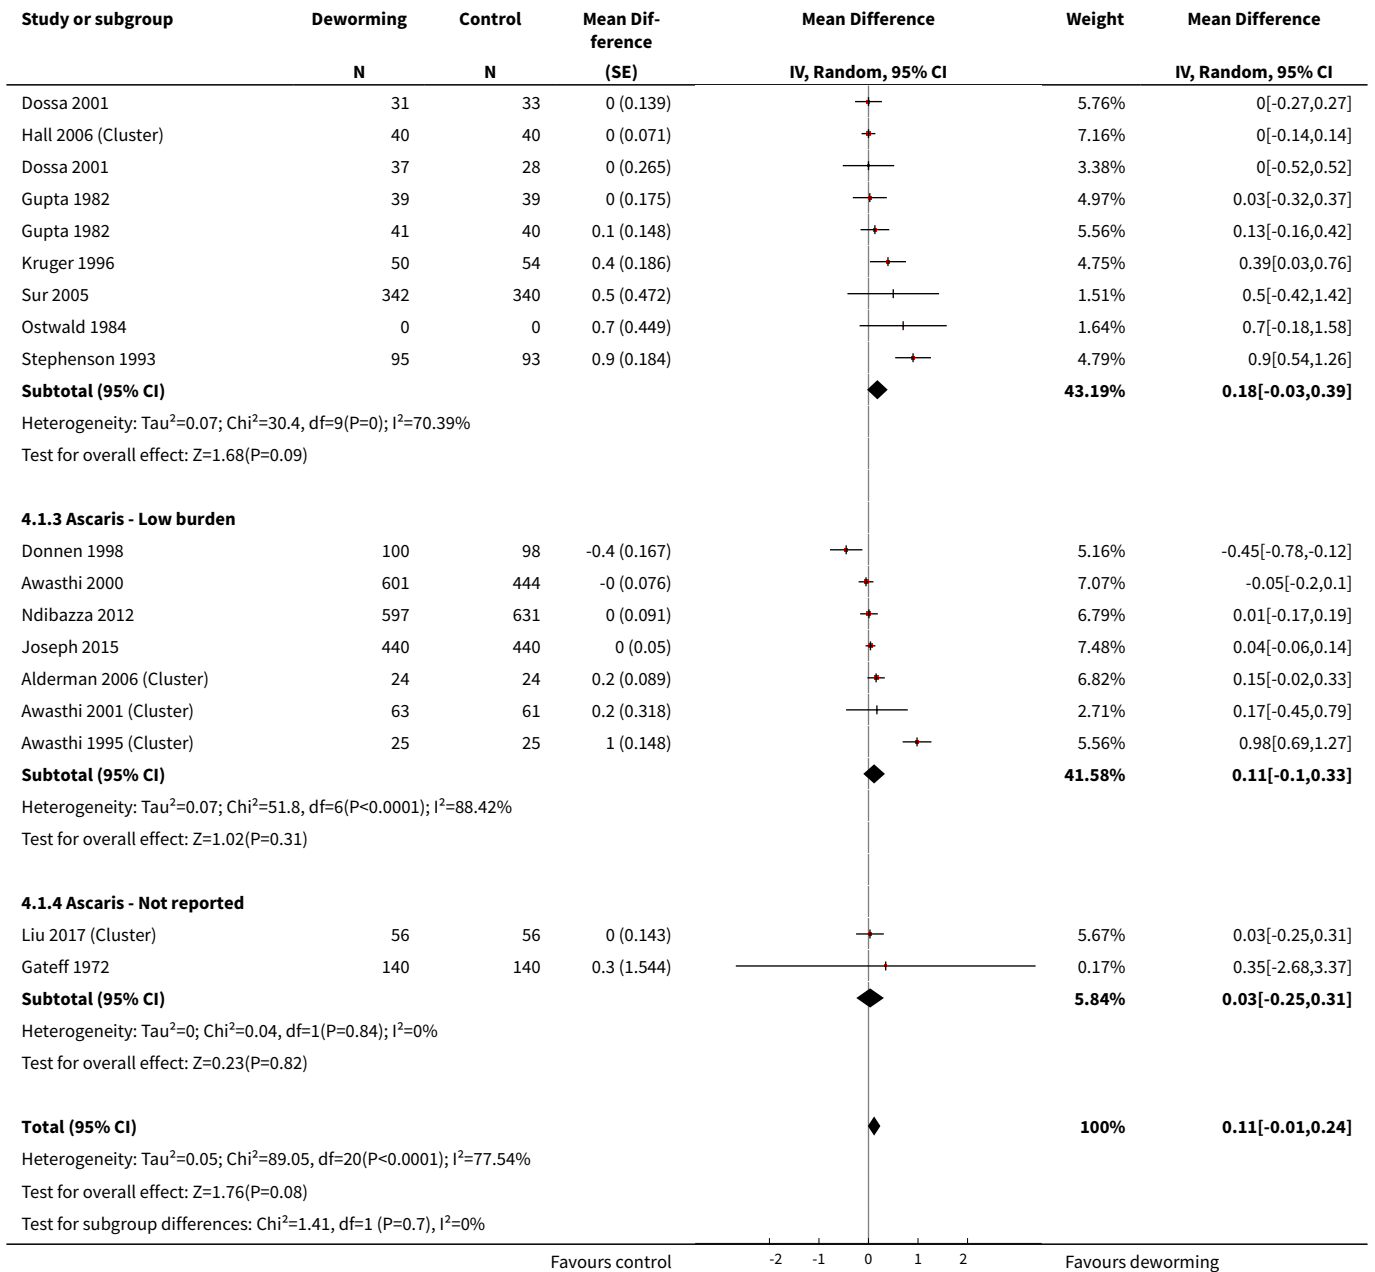 Study or subgroup Deworming Control Mean Dif- Mean Difference Weight Mean Difference
ference
N N (SE) IV, Random, 95% CI IV, Random, 95% CI
Dossa 2001 31 33 0 (0.139) 5.76% 0[-0.27,0.27]
Hall 2006 (Cluster) 40 40 0 (0.071) 7.16% 0[-0.14,0.14]
Dossa 2001 37 28 0 (0.265) 3.38% 0[-0.52,0.52]
Gupta 1982 39 39 0 (0.175) 4.97% 0.03[-0.32,0.37]
Gupta 1982 41 40 0.1 (0.148) 5.56% 0.13[-0.16,0.42]
Kruger 1996 50 54 0.4 (0.186) 4.75% 0.39[0.03,0.76]
Sur 2005 342 340 0.5 (0.472) 1.51% 0.5[-0.42,1.42]
Ostwald 1984 0 0 0.7 (0.449) 1.64% 0.7[-0.18,1.58]
Stephenson 1993 95 93 0.9 (0.184) 4.79% 0.9[0.54,1.26]
Subtotal (95% CI) 43.19% 0.18[-0.03,0.39]
Heterogeneity: Tau²=0.07; Chi²=30.4, df=9(P=0); I²=70.39%
Test for overall effect: Z=1.68(P=0.09)
4.1.3 Ascaris - Low burden
Donnen 1998 100 98 -0.4 (0.167) 5.16% -0.45[-0.78,-0.12]
Awasthi 2000 601 444 -0 (0.076) 7.07% -0.05[-0.2,0.1]
Ndibazza 2012 597 631 0 (0.091) 6.79% 0.01[-0.17,0.19]
Joseph 2015 440 440 0 (0.05) 7.48% 0.04[-0.06,0.14]
Alderman 2006 (Cluster) 24 24 0.2 (0.089) 6.82% 0.15[-0.02,0.33]
Awasthi 2001 (Cluster) 63 61 0.2 (0.318) 2.71% 0.17[-0.45,0.79]
Awasthi 1995 (Cluster) 25 25 1 (0.148) 5.56% 0.98[0.69,1.27]
Subtotal (95% CI) 41.58% 0.11[-0.1,0.33]
Heterogeneity: Tau²=0.07; Chi²=51.8, df=6(P<0.0001); I²=88.42%
Test for overall effect: Z=1.02(P=0.31)
4.1.4 Ascaris - Not reported
Liu 2017 (Cluster) 56 56 0 (0.143) 5.67% 0.03[-0.25,0.31]
Gateff 1972 140 140 0.3 (1.544) 0.17% 0.35[-2.68,3.37]
Subtotal (95% CI) 5.84% 0.03[-0.25,0.31]
Heterogeneity: Tau²=0; Chi²=0.04, df=1(P=0.84); I²=0%
Test for overall effect: Z=0.23(P=0.82)
Total (95% CI) 100% 0.11[-0.01,0.24]
Heterogeneity: Tau²=0.05; Chi²=89.05, df=20(P<0.0001); I²=77.54%
Test for overall effect: Z=1.76(P=0.08)
Test for subgroup differences: Chi²=1.41, df=1 (P=0.7), I²=0%
Favours control -2 -1 0 1 2 Favours deworming